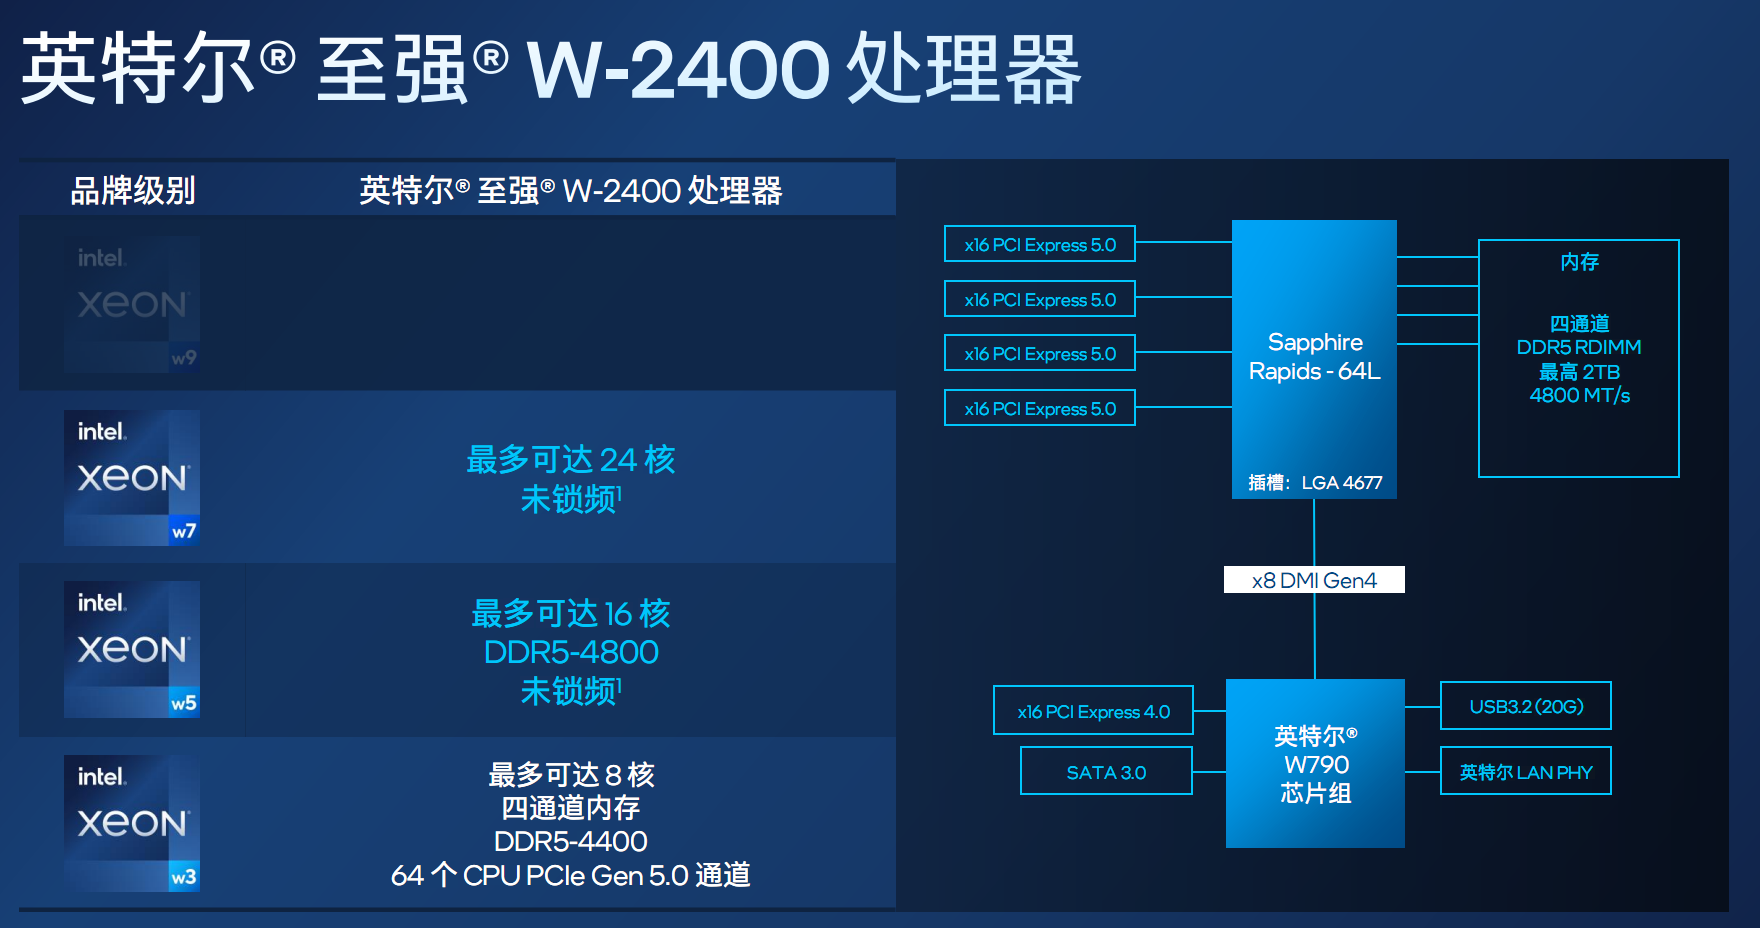 英特尔® 至强® W-2400 处理器
品牌级别
英特尔® 至强® W-2400 处理器
intel.
xeon
w9
intel.
xeon
w7
最多可达 24 核
未锁频¹
intel.
xeon
w5
最多可达 16 核
DDR5-4800
未锁频¹
intel.
xeon
w3
最多可达 8 核
四通道内存
DDR5-4400
64 个 CPU PCIe Gen 5.0 通道
x16 PCI Express 5.0
x16 PCI Express 5.0
x16 PCI Express 5.0
x16 PCI Express 5.0
Sapphire
Rapids - 64L
插槽： LGA 4677
内存
四通道
DDR5 RDIMM
最高 2TB
4800 MT/s
x8 DMI Gen4
x16 PCI Express 4.0
SATA 3.0
英特尔®
W790
芯片组
USB3.2 (20G)
英特尔 LAN PHY